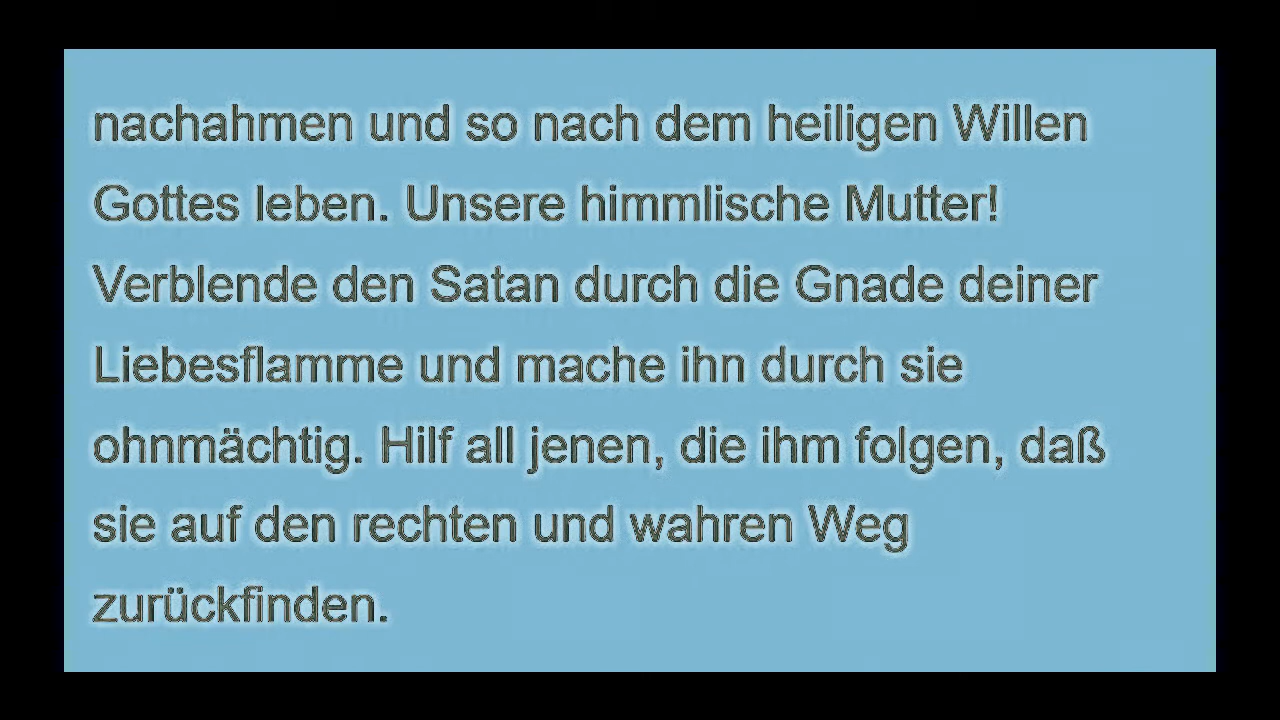 nachahmen und so nach dem heiligen Willen
Gottes leben. Unsere himmlische Mutter!
Verblende den Satan durch die Gnade deiner
Liebesflamme und mache ihn durch sie
ohnmächtig. Hilf all jenen, die ihm folgen, daß
sie auf den rechten und wahren Weg
zurückfinden.